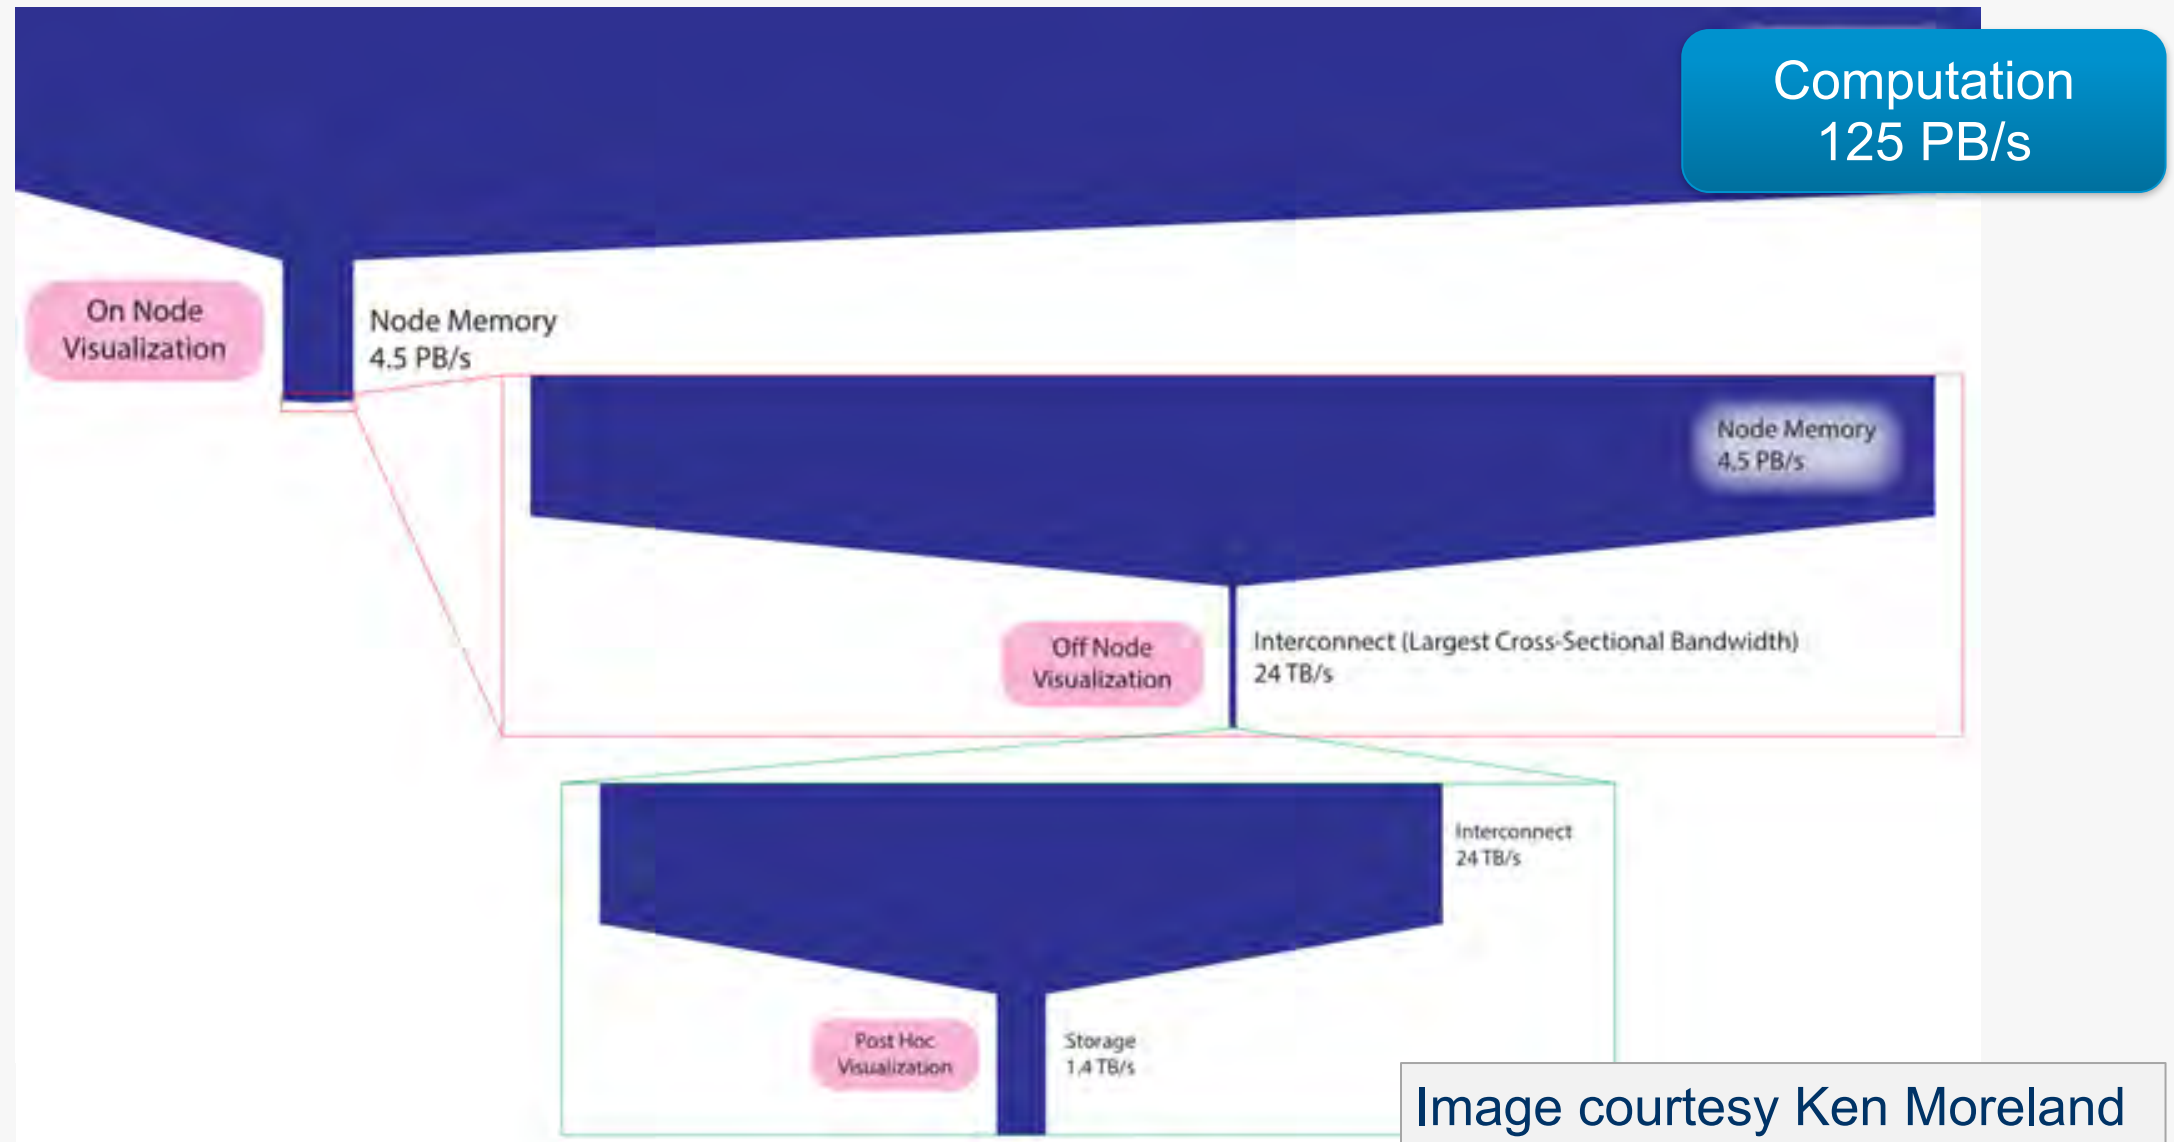 Computation
125 PB/s
On Node
Visualization
Node Memory
4.5 PB/s
Node Memory
4.5 PB/s
Off Node
Visualization
Interconnect (Largest Cross-Sectional Bandwidth)
24 TB/s
Interconnect
24 TB/s
Post Hoc
Visualization
Storage
1.4 TB/s
Image courtesy Ken Moreland